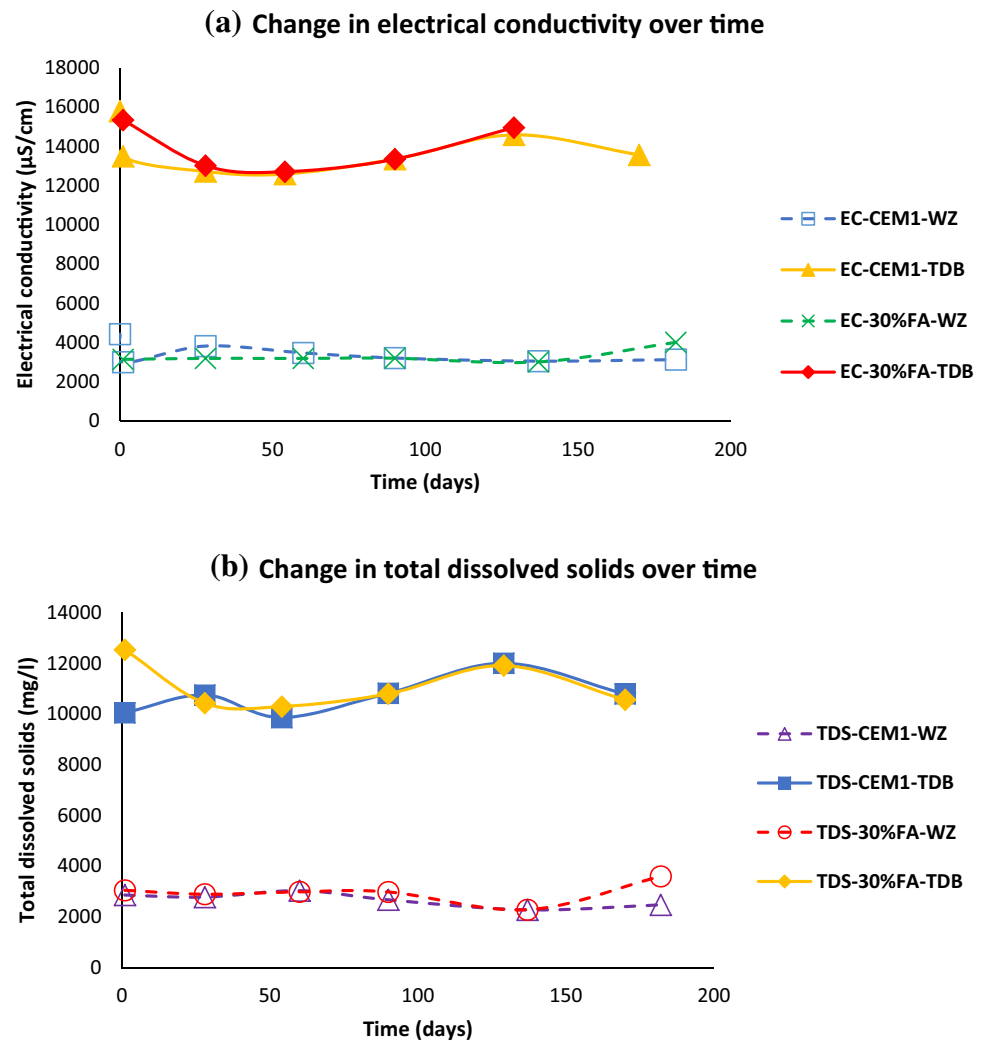 (a) Change in electrical conductivity over time
18000
16000
14000
12000
10000
8000
6000
4000
2000
0
Electrical conductivity (µS/cm)
0 50 100 150 200
Time (days)
EC-CEM1-WZ
EC-CEM1-TDB
EC-30%FA-WZ
EC-30%FA-TDB
(b) Change in total dissolved solids over time
14000
12000
10000
8000
6000
4000
2000
0
Total dissolved solids (mg/l)
0 50 100 150 200
Time (days)
TDS-CEM1-WZ
TDS-CEM1-TDB
TDS-30%FA-WZ
TDS-30%FA-TDB